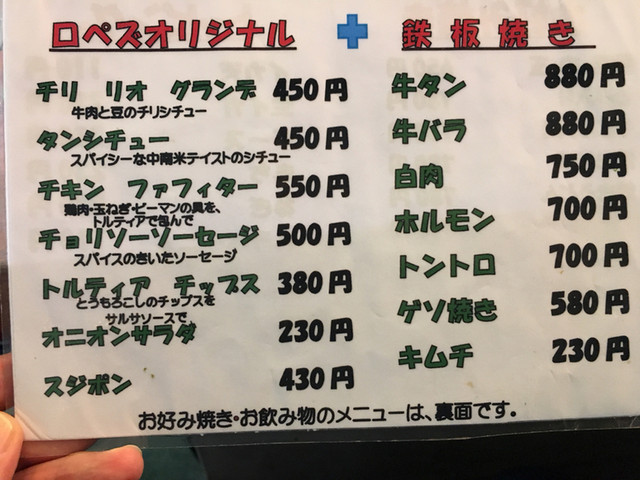 ロペズオリジナル
チリ リオ グランデ 450円
牛肉と豆のチリシチュー
タンシチュー 450円
スパイシーな中南米テイストのシチュー
チキン ファフィター 550円
鶏肉・玉ねぎ・ピーマンの具を、
トルティアで包んで
チョリソーソーセージ 500円
スパイスのきいたソーセージ
トルティア チップス 380円
とうもろこしのチップスを
サルサソースで
オニオンサラダ 230円
スジポン 430円
鉄板焼き
牛タン 880円
牛バラ 880円
白肉 750円
ホルモン 700円
トントロ 700円
ゲソ焼き 580円
キムチ 230円
お好み焼き・お飲み物のメニューは、裏面です。